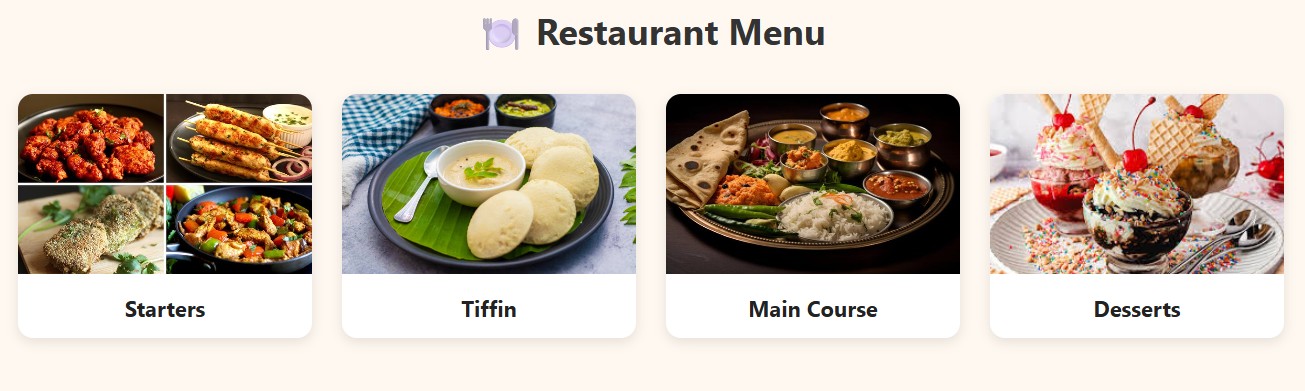 Restaurant Menu
Starters
Tiffin
Main Course
Desserts